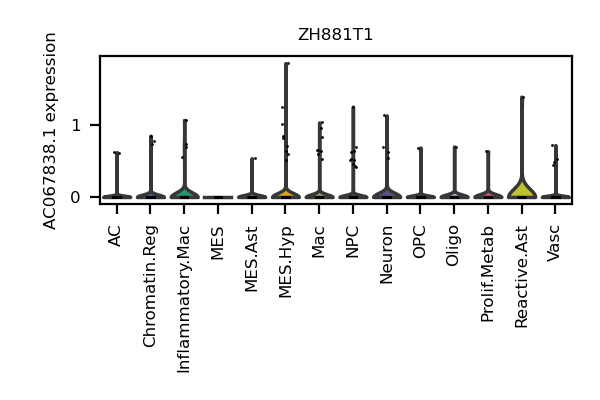 ZH881T1
AC067838.1 expression
1
0
AC
Chromatin.Reg
Inflammatory.Mac
MES
MES.Ast
MES.Hyp
Mac
NPC
Neuron
OPC
Oligo
Prolif.Metab
Reactive.Ast
Vasc